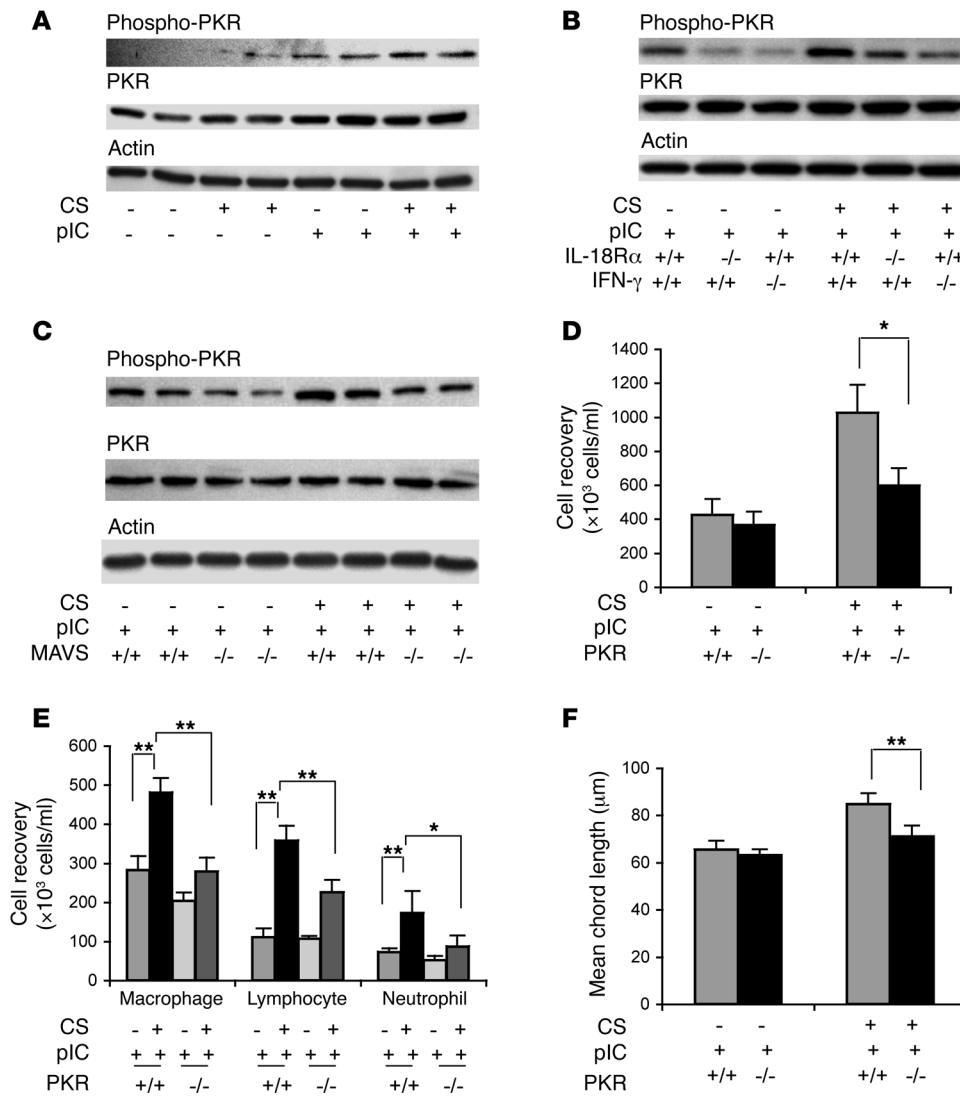 A
Phospho-PKR
PKR
Actin
CS - - + + - - + +
pIC - - - - + + + +
B
Phospho-PKR
PKR
Actin
CS - - - + + +
pIC + + + + + +
IL-18Rα +/+ -/- +/+ +/+ -/- +/+
IFN-γ +/+ +/+ -/- +/+ +/+ -/-
C
Phospho-PKR
PKR
Actin
CS - - - - + + + +
pIC + + + + + + + +
MAVS +/+ +/+ -/- -/- +/+ +/+ -/- -/-
D
Cell recovery
(×10³ cells/ml)
1400
1200
1000
800
600
400
200
0
*
CS - - + +
pIC + + + +
PKR +/+ -/- +/+ -/-
E
Cell recovery
(×10³ cells/ml)
600
500
400
300
200
100
0
** ** ** ** ** *
Macrophage Lymphocyte Neutrophil
CS - + - + - + - + - + - +
pIC + + + + + + + + + + + +
PKR +/+ -/- +/+ -/- +/+ -/-
F
Mean chord length (μm)
100
80
60
40
20
0
**
CS - - + +
pIC + + + +
PKR +/+ -/- +/+ -/-